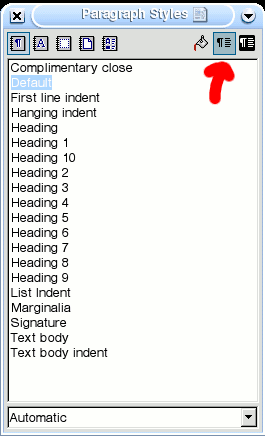 Paragraph Styles
Complimentary close
Default
First line indent
Hanging indent
Heading
Heading 1
Heading 10
Heading 2
Heading 3
Heading 4
Heading 5
Heading 6
Heading 7
Heading 8
Heading 9
List Indent
Marginalia
Signature
Text body
Text body indent
Automatic